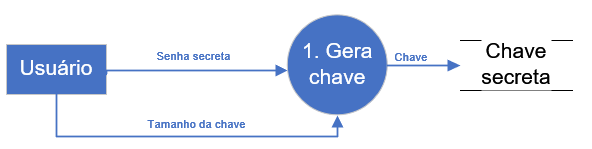 Usuário
Senha secreta
1. Gera
chave
Chave
Chave
secreta
Tamanho da chave